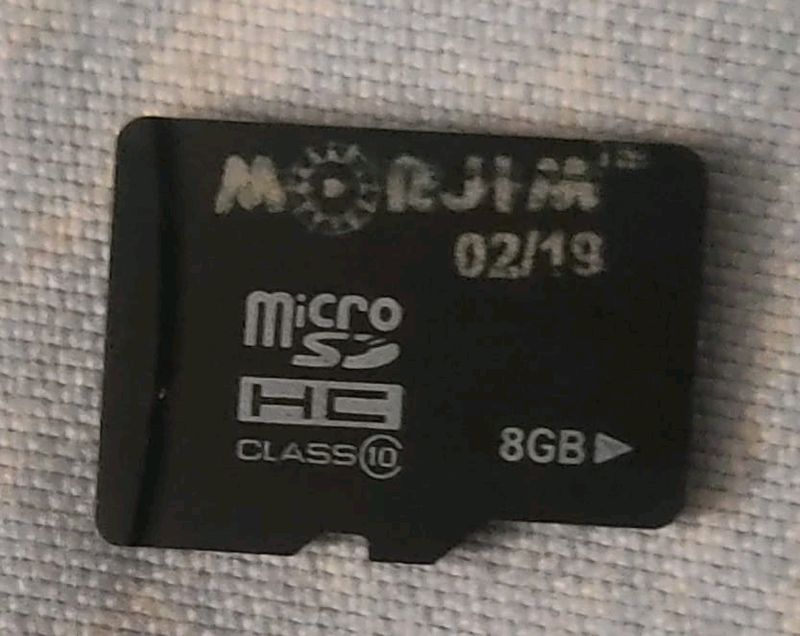 MORJIM
02/19
micro
SD
HC
CLASS 10
8GB